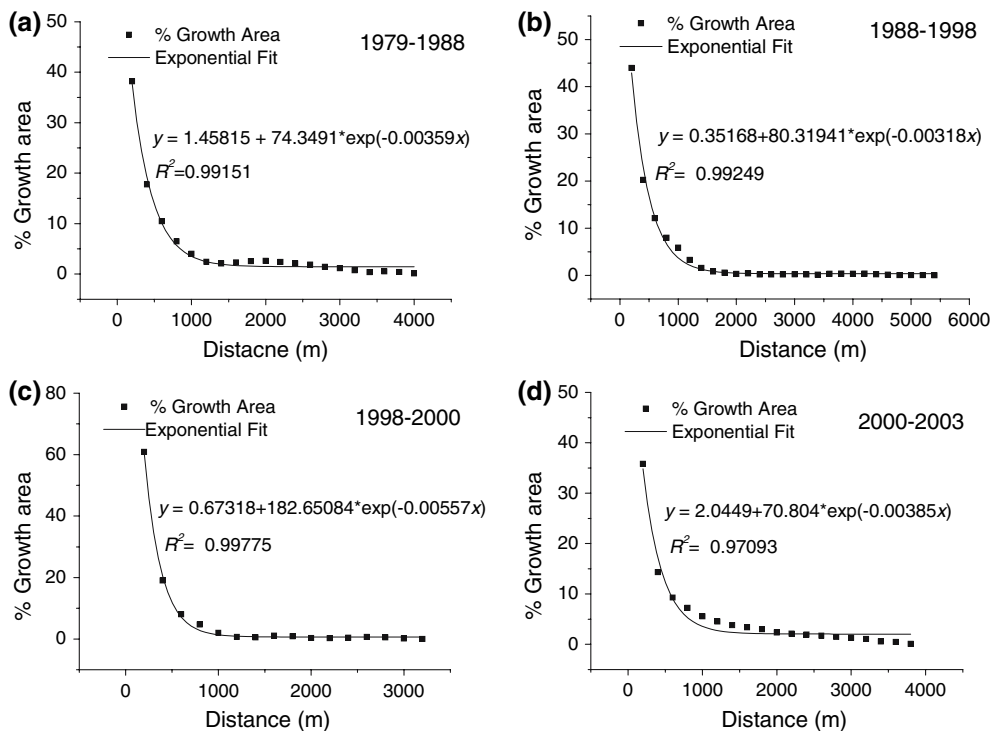 (a)
50
40
30
20
10
0
% Growth area
% Growth Area
Exponential Fit
1979-1988
y = 1.45815 + 74.3491*exp(-0.00359x)
R²=0.99151
0 1000 2000 3000 4000
Distacne (m)
(b)
50
40
30
20
10
0
% Growth area
% Growth Area
Exponential Fit
1988-1998
y = 0.35168+80.31941*exp(-0.00318x)
R²= 0.99249
0 1000 2000 3000 4000 5000 6000
Distance (m)
(c)
80
60
40
20
0
% Growth area
% Growth Area
Exponential Fit
1998-2000
y = 0.67318+182.65084*exp(-0.00557x)
R²= 0.99775
0 1000 2000 3000
Distance (m)
(d)
50
40
30
20
10
0
% Growth area
% Growth Area
Exponential Fit
2000-2003
y = 2.0449+70.804*exp(-0.00385x)
R²= 0.97093
0 1000 2000 3000 4000
Distance (m)